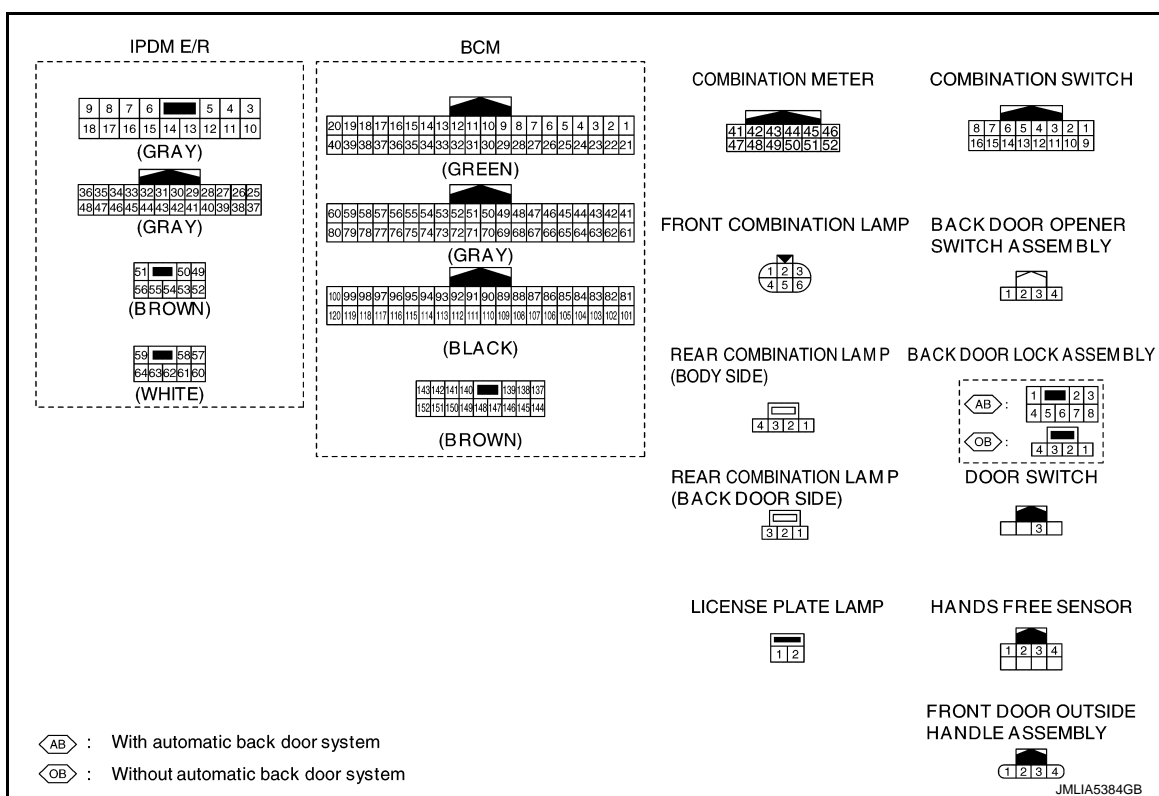 IPDM E/R
9 8 7 6 5 4 3
18 17 16 15 14 13 12 11 10
(GRAY)
36 35 34 33 32 31 30 29 28 27 26 25
48 47 46 45 44 43 42 41 40 39 38 37
(GRAY)
51 50 49
56 55 54 53 52
(BROWN)
59 58 57
64 63 62 61 60
(WHITE)
BCM
20 19 18 17 16 15 14 13 12 11 10 9 8 7 6 5 4 3 2 1
40 39 38 37 36 35 34 33 32 31 30 29 28 27 26 25 24 23 22 21
(GREEN)
60 59 58 57 56 55 54 53 52 51 50 49 48 47 46 45 44 43 42 41
80 79 78 77 76 75 74 73 72 71 70 69 68 67 66 65 64 63 62 61
(GRAY)
100 99 98 97 96 95 94 93 92 91 90 89 88 87 86 85 84 83 82 81
120 119 118 117 116 115 114 113 112 111 110 109 108 107 106 105 104 103 102 101
(BLACK)
143 142 141 140 139 138 137
152 151 150 149 148 147 146 145 144
(BROWN)
COMBINATION METER
41 42 43 44 45 46
47 48 49 50 51 52
COMBINATION SWITCH
8 7 6 5 4 3 2 1
16 15 14 13 12 11 10 9
FRONT COMBINATION LAMP
1 2 3
4 5 6
BACK DOOR OPENER
SWITCH ASSEMBLY
1 2 3 4
REAR COMBINATION LAMP
(BODY SIDE)
4 3 2 1
BACK DOOR LOCK ASSEMBLY
AB :
1 2 3
4 5 6 7 8
OB :
4 3 2 1
REAR COMBINATION LAMP
(BACK DOOR SIDE)
3 2 1
DOOR SWITCH
3
LICENSE PLATE LAMP
1 2
HANDS FREE SENSOR
1 2 3 4
FRONT DOOR OUTSIDE
HANDLE ASSEMBLY
1 2 3 4
AB : With automatic back door system
OB : Without automatic back door system
JMLIA5384GB